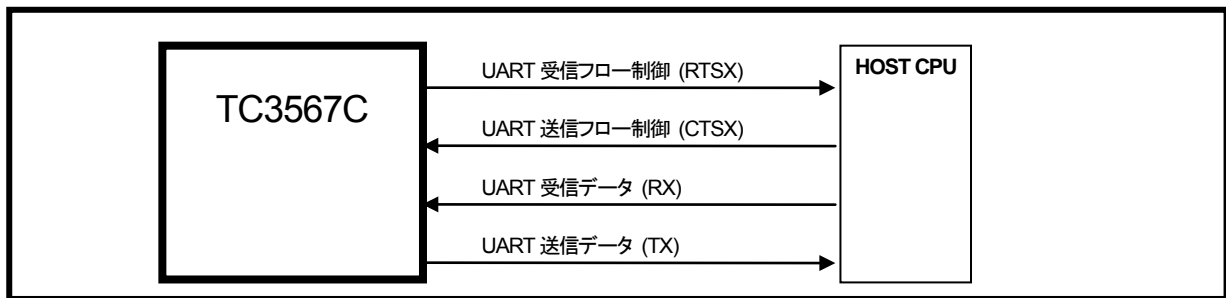 TC3567C
UART 受信フロー制御 (RTSX)
UART 送信フロー制御 (CTSX)
UART 受信データ (RX)
UART 送信データ (TX)
HOST CPU